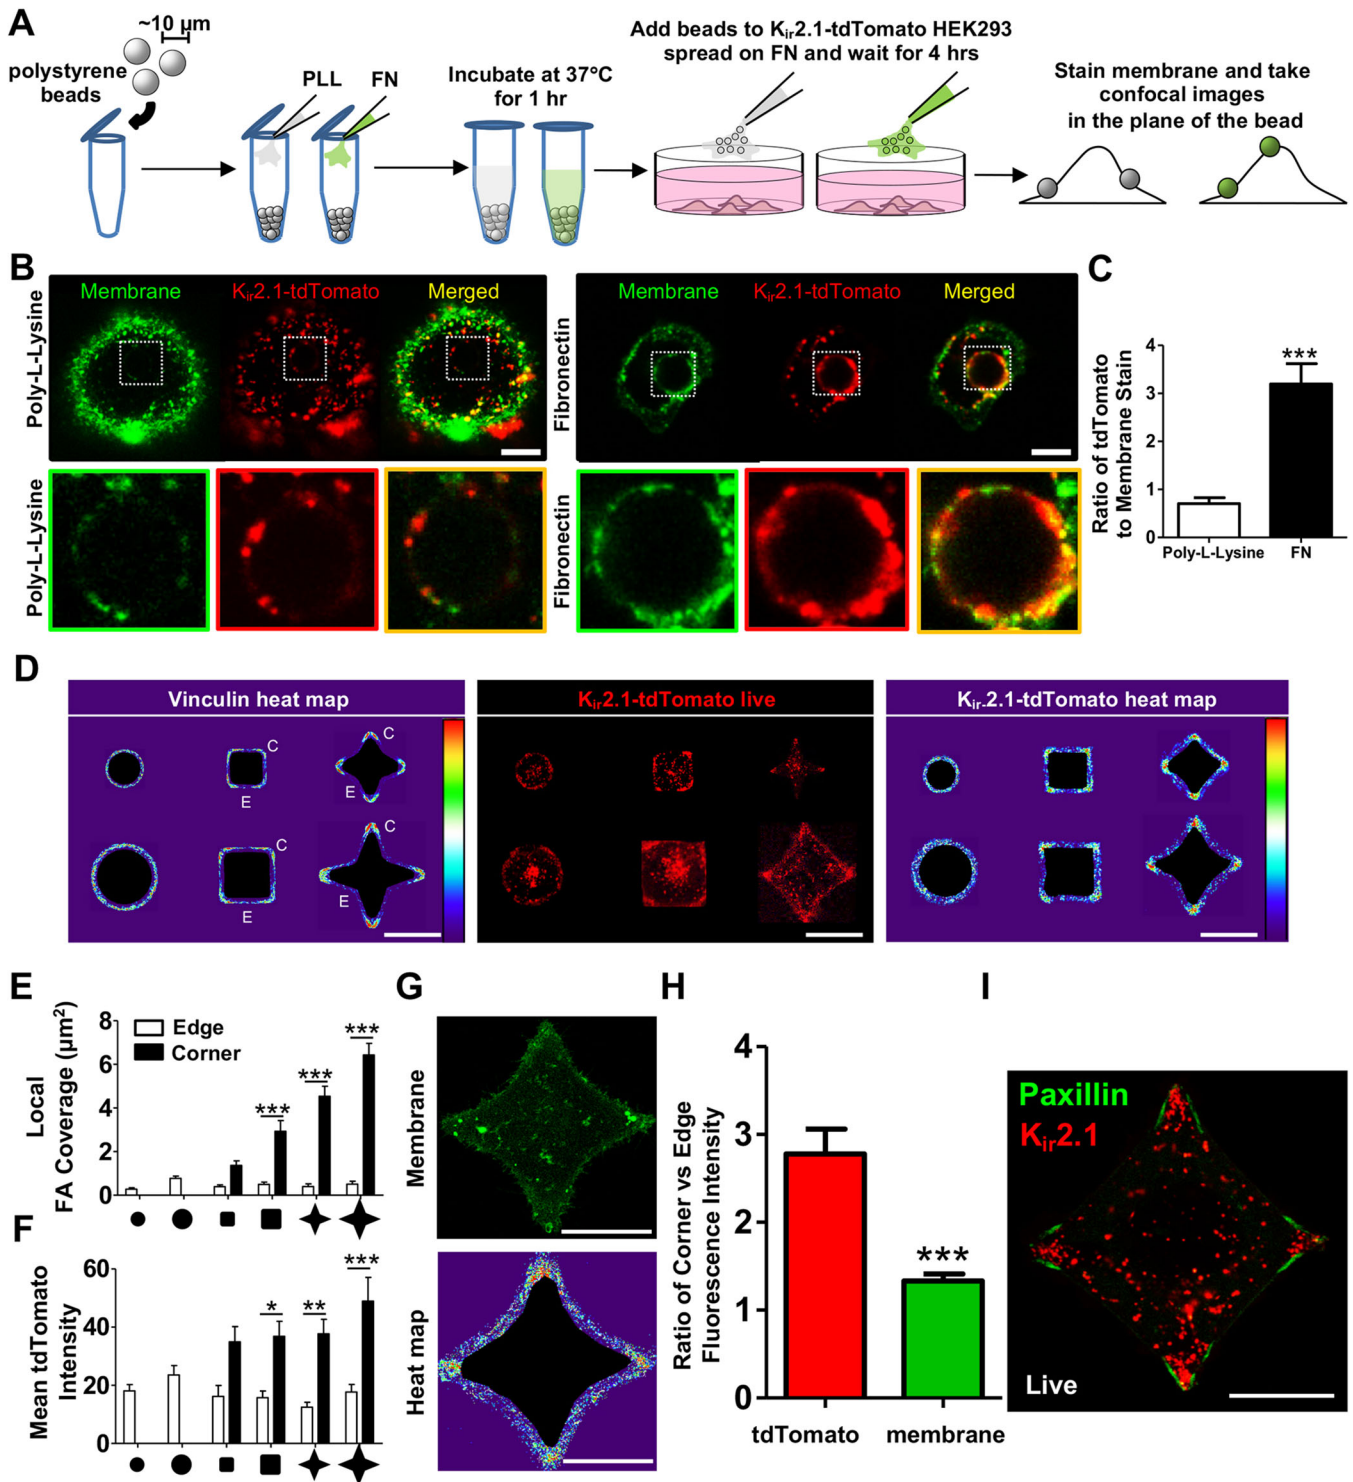 A
~10 µm
polystyrene
beads
PLL
FN
Incubate at 37°C
for 1 hr
Add beads to Kir2.1-tdTomato HEK293
spread on FN and wait for 4 hrs
Stain membrane and take
confocal images
in the plane of the bead
B
Poly-L-Lysine
Membrane
Kir2.1-tdTomato
Merged
Fibronectin
Membrane
Kir2.1-tdTomato
Merged
Poly-L-Lysine
Fibronectin
C
Ratio of tdTomato
to Membrane Stain
4
3
2
1
0
***
Poly-L-Lysine
FN
D
Vinculin heat map
C
E
C
E
C
E
C
E
Kir2.1-tdTomato live
Kir-2.1-tdTomato heat map
E
Local
FA Coverage (µm²)
8
6
4
2
0
Edge
Corner
***
***
***
F
Mean tdTomato
Intensity
60
40
20
0
*
**
***
G
Membrane
Heat map
H
Ratio of Corner vs Edge
Fluorescence Intensity
4
3
2
1
0
***
tdTomato
membrane
I
Paxillin
Kir2.1
Live